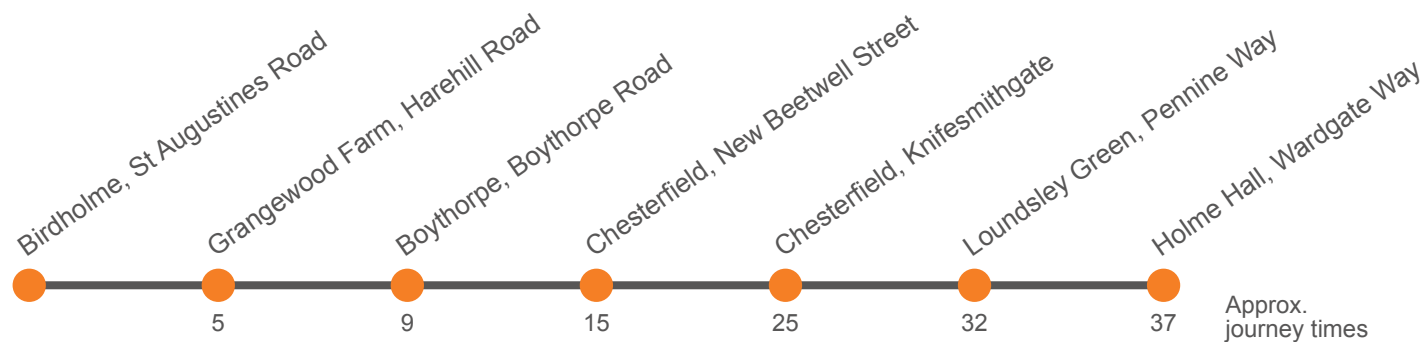 Birdholme, St Augustines Road
Grangewood Farm, Harehill Road
Boythorpe, Boythorpe Road
Chesterfield, New Beetwell Street
Chesterfield, Knifesmithgate
Loundsley Green, Pennine Way
Holme Hall, Wardgate Way
5
9
15
25
32
37
Approx.
journey times